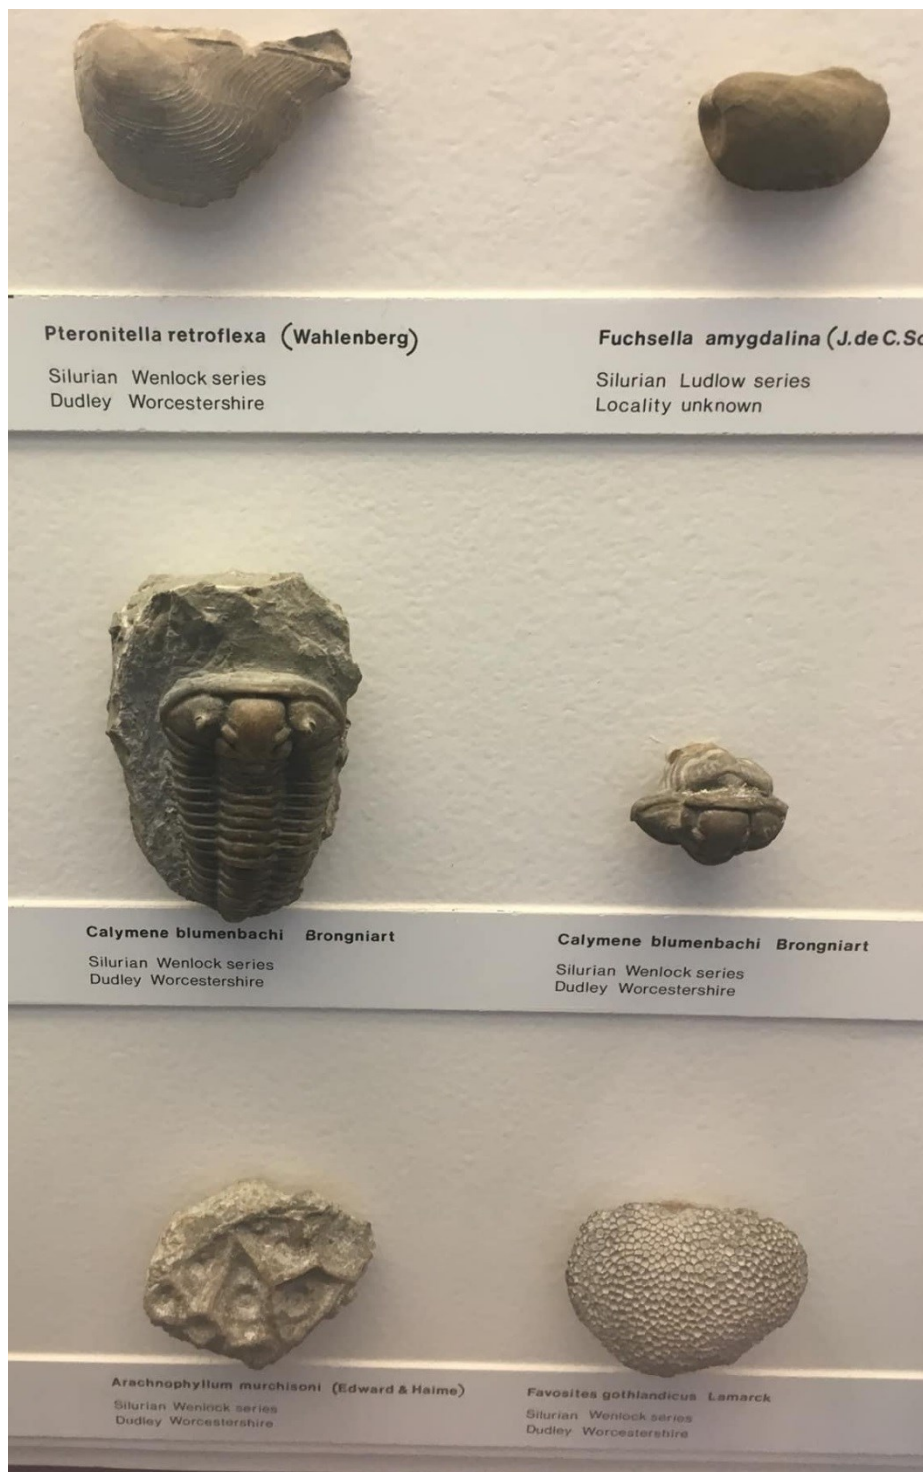 Pteronitella retroflexa (Wahlenberg)
Silurian Wenlock series
Dudley Worcestershire
Fuchsella amygdalina (J. de C. So
Silurian Ludlow series
Locality unknown
Calymene blumenbachi Brongniart
Silurian Wenlock series
Dudley Worcestershire
Calymene blumenbachi Brongniart
Silurian Wenlock series
Dudley Worcestershire
Arachnophyllum murchisoni (Edward & Haime)
Silurian Wenlock series
Dudley Worcestershire
Favosites gothlandicus Lamarck
Silurian Wenlock series
Dudley Worcestershire